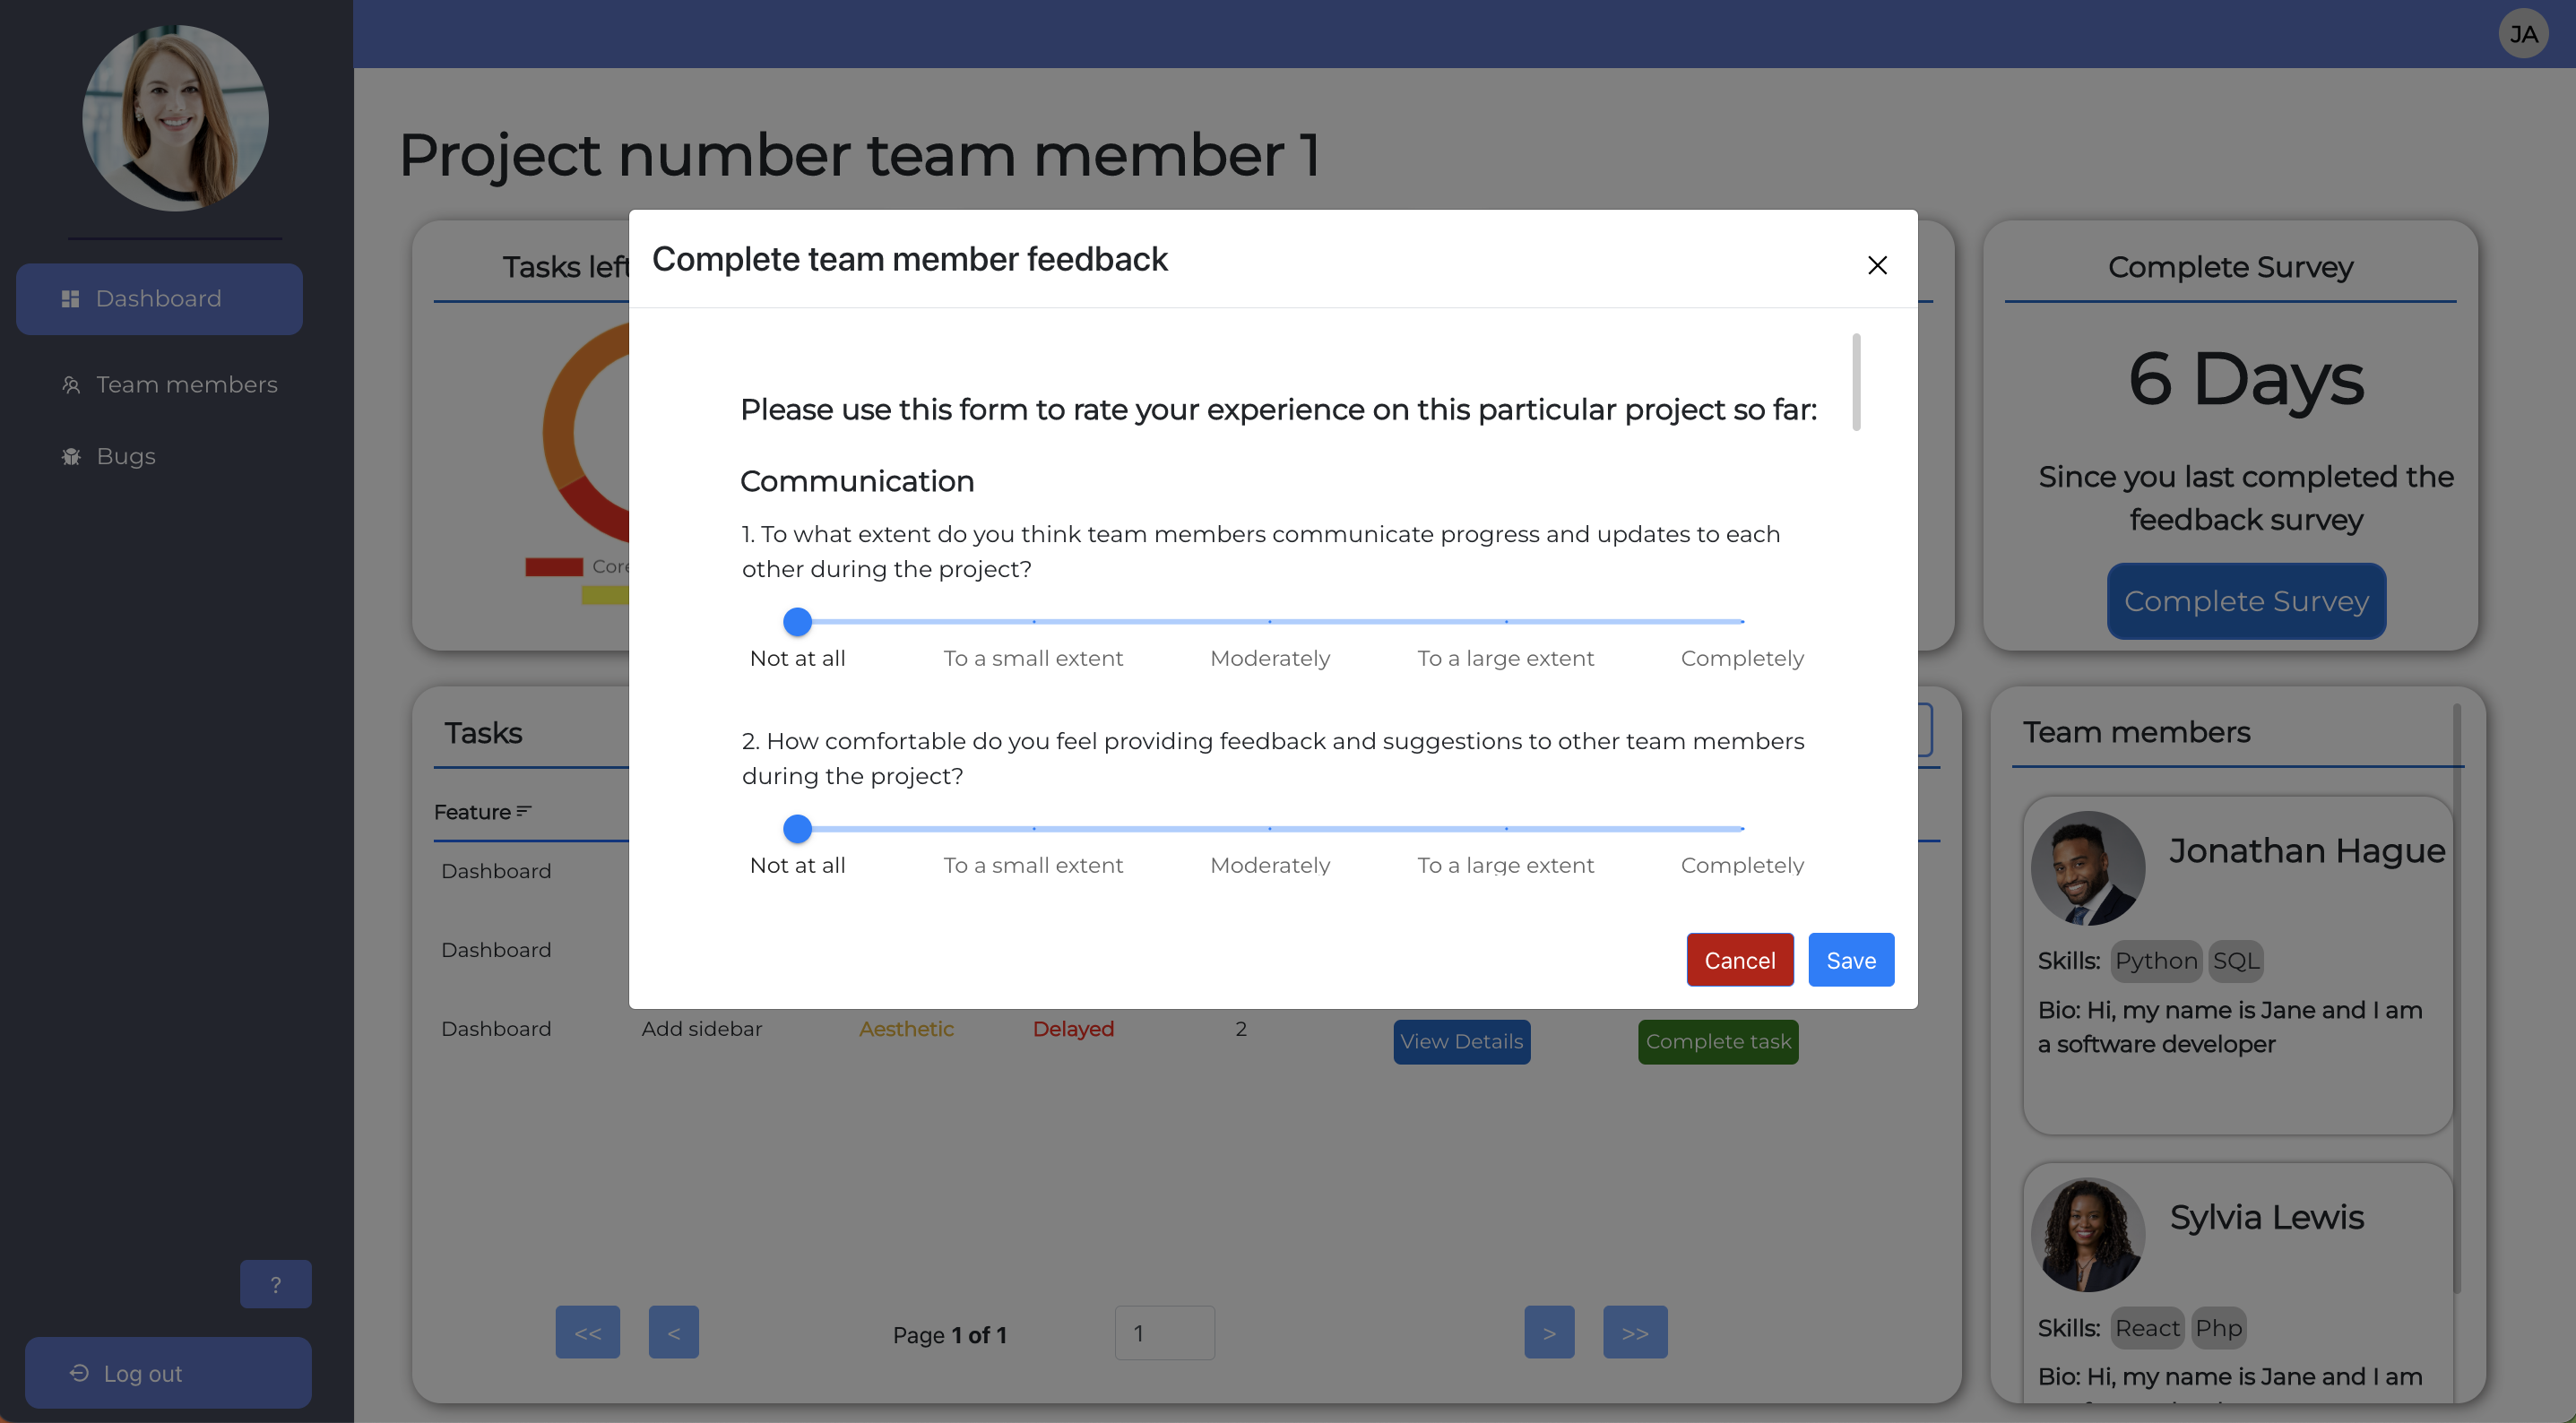 JA
Dashboard
Team members
Bugs
?
Log out
Project number team member 1
Tasks left
Core
Complete Survey
6 Days
Since you last completed the
feedback survey
Complete Survey
Complete team member feedback
Please use this form to rate your experience on this particular project so far:
Communication
1. To what extent do you think team members communicate progress and updates to each
other during the project?
Not at all To a small extent Moderately To a large extent Completely
2. How comfortable do you feel providing feedback and suggestions to other team members
during the project?
Not at all To a small extent Moderately To a large extent Completely
Cancel Save
Tasks
Feature
Dashboard
Dashboard
Dashboard Add sidebar Aesthetic Delayed 2 View Details Complete task
<< < Page 1 of 1 1 > >>
Team members
Jonathan Hague
Skills: Python SQL
Bio: Hi, my name is Jane and I am
a software developer
Sylvia Lewis
Skills: React Php
Bio: Hi, my name is Jane and I am